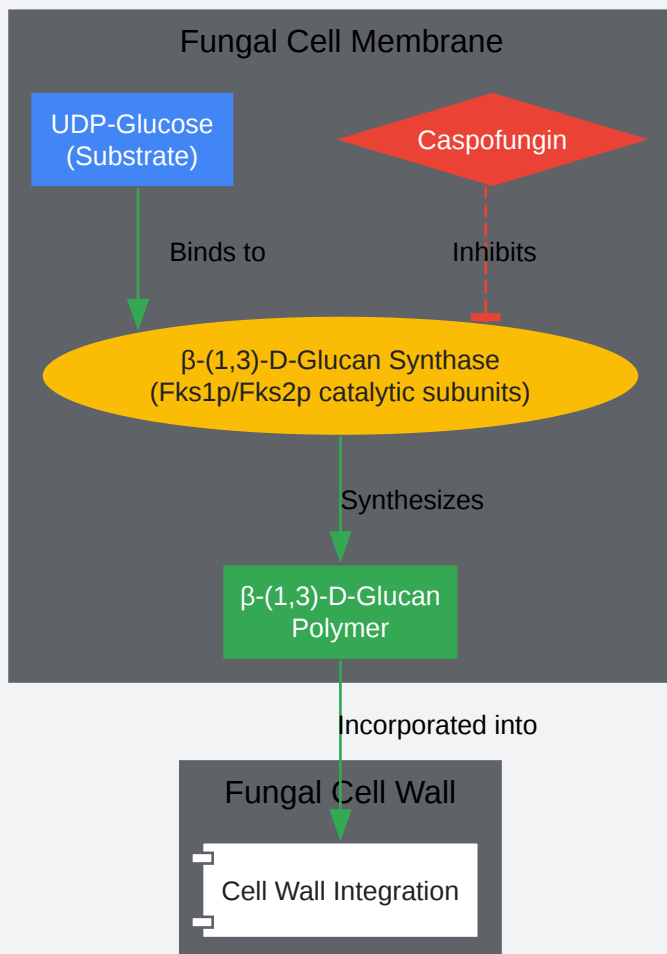 Fungal Cell Membrane
UDP-Glucose
(Substrate)
Caspofungin
Binds to
Inhibits
β-(1,3)-D-Glucan Synthase
(Fks1p/Fks2p catalytic subunits)
Synthesizes
β-(1,3)-D-Glucan
Polymer
Incorporated into
Fungal Cell Wall
Cell Wall Integration